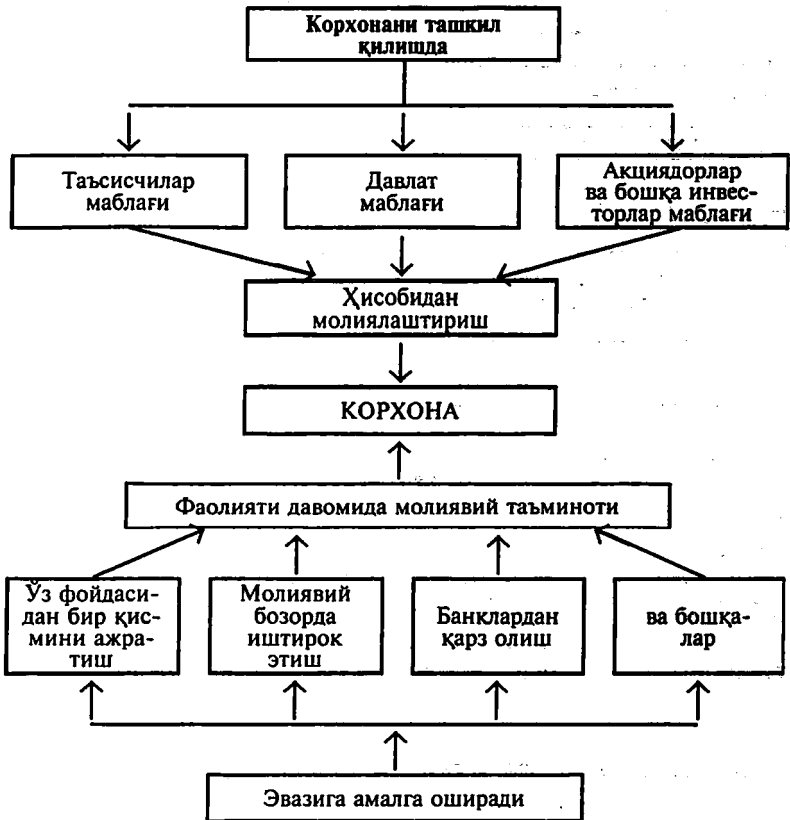 Корхонани ташкил
қилишда
Таъсисчилар
маблағи
Давлат
маблағи
Акциядорлар
ва бошқа инвес-
торлар маблағи
Ҳисобидан
молиялаштириш
КОРХОНА
Фаолияти давомида молиявий таъминоти
Ўз фойдаси-
дан бир қис-
мини ажра-
тиш
Молиявий
бозорда
иштирок
этиш
Банклардан
қарз олиш
ва бошқа-
лар
Эвазига амалга оширади